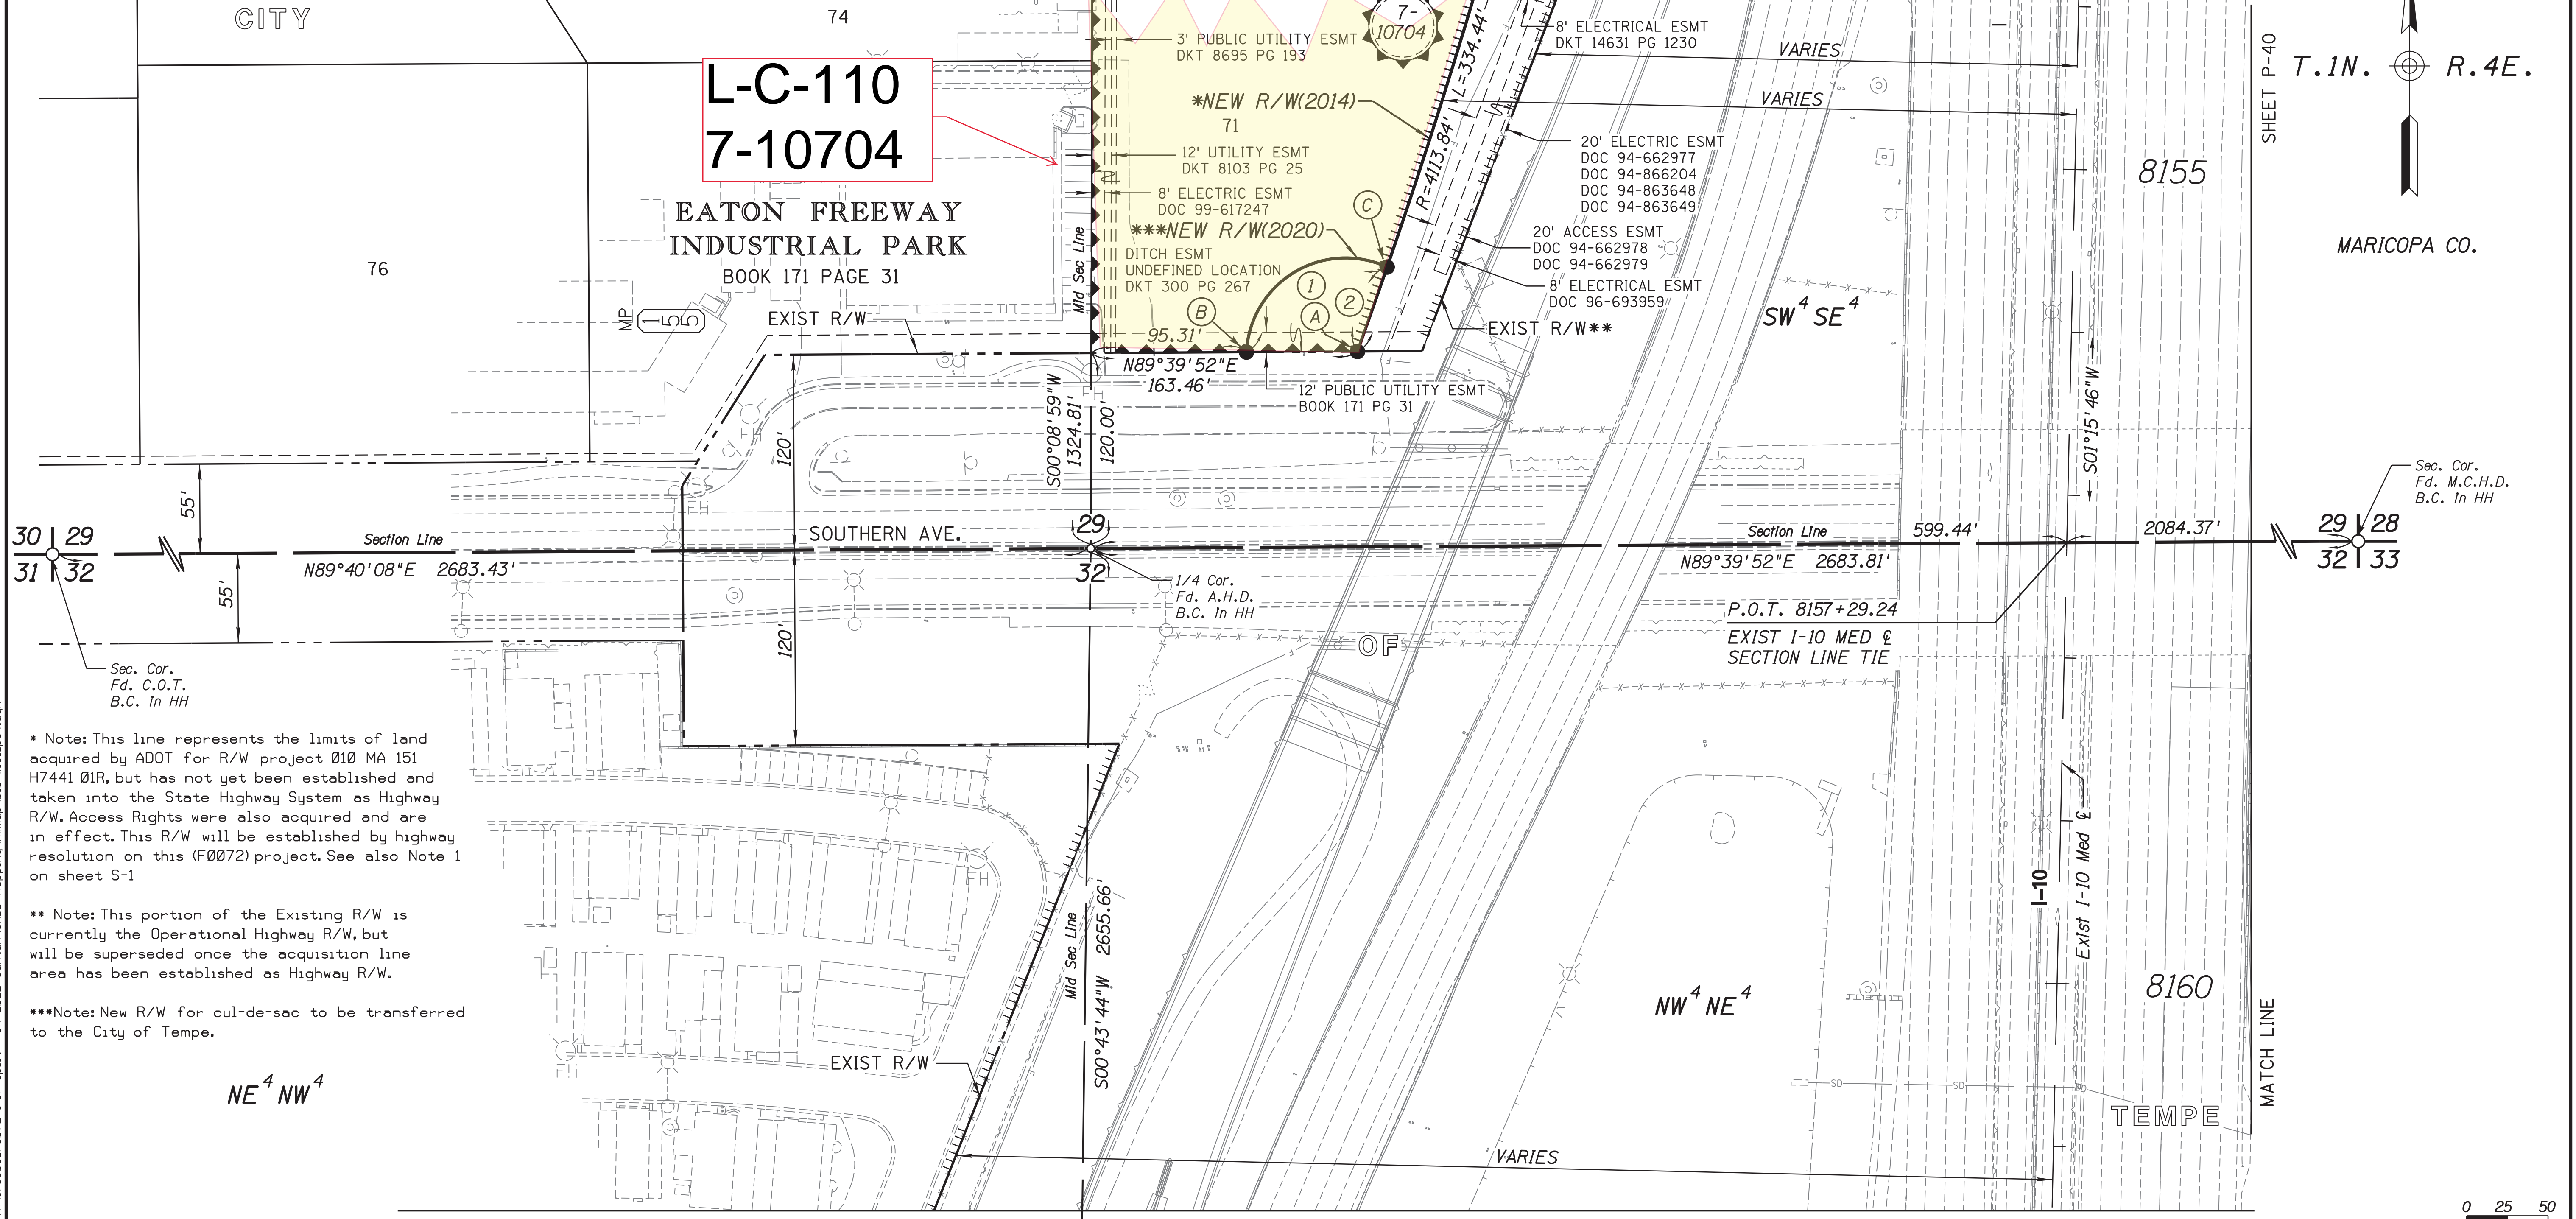 CITY
74
7-
10704
3' PUBLIC UTILITY ESMT
DKT 8695 PG 193
L=334.44'
8' ELECTRICAL ESMT
DKT 14631 PG 1230
VARIES
SHEET P-40
T.1N. R.4E.
L-C-110
7-10704
*NEW R/W(2014)
71
VARIES
R=4113.84'
12' UTILITY ESMT
DKT 8103 PG 25
20' ELECTRIC ESMT
DOC 94-662977
DOC 94-866204
DOC 94-863648
DOC 94-863649
8155
8' ELECTRIC ESMT
DOC 99-617247
C
EATON FREEWAY
INDUSTRIAL PARK
BOOK 171 PAGE 31
76
Mid Sec Line
***NEW R/W(2020)
DITCH ESMT
UNDEFINED LOCATION
DKT 300 PG 267
20' ACCESS ESMT
DOC 94-662978
DOC 94-662979
8' ELECTRICAL ESMT
DOC 96-693959
MARICOPA CO.
MP
155
EXIST R/W
1
2
B
A
95.31'
EXIST R/W**
SW4 SE4
N89°39'52"E
163.46'
12' PUBLIC UTILITY ESMT
BOOK 171 PG 31
S00°08'59"W
1324.81'
120.00'
FH
FH
FH
120'
S01°15'46"W
55'
Sec. Cor.
Fd. M.C.H.D.
B.C. in HH
30 29
31 32
Section Line
N89°40'08"E 2683.43'
SOUTHERN AVE.
29
32
Section Line
599.44'
N89°39'52"E 2683.81'
2084.37'
29 28
32 33
55'
120'
1/4 Cor.
Fd. A.H.D.
B.C. in HH
P.O.T. 8157+29.24
EXIST I-10 MED ℄
SECTION LINE TIE
OF
Sec. Cor.
Fd. C.O.T.
B.C. in HH
* Note: This line represents the limits of land
acquired by ADOT for R/W project 010 MA 151
H7441 01R, but has not yet been established and
taken into the State Highway System as Highway
R/W. Access Rights were also acquired and are
in effect. This R/W will be established by highway
resolution on this (F0072) project. See also Note 1
on sheet S-1
** Note: This portion of the Existing R/W is
currently the Operational Highway R/W, but
will be superseded once the acquisition line
area has been established as Highway R/W.
***Note: New R/W for cul-de-sac to be transferred
to the City of Tempe.
FH
Mid Sec Line
S00°43'44"W 2655.66'
I-10
Exist I-10 Med ℄
8160
NW4 NE4
MATCH LINE
NE4 NW4
EXIST R/W
FH
SD SD SD
TEMPE
VARIES
0 25 50